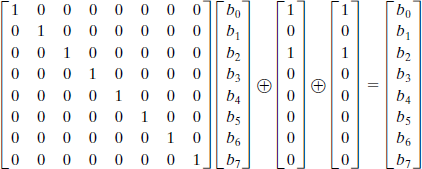 1 0 0 0 0 0 0 0 b₀ 1 1 b₀
0 1 0 0 0 0 0 0 b₁ 0 0 b₁
0 0 1 0 0 0 0 0 b₂ 1 1 b₂
0 0 0 1 0 0 0 0 b₃ 0 0 b₃
⊕ ⊕ =
0 0 0 0 1 0 0 0 b₄ 0 0 b₄
0 0 0 0 0 1 0 0 b₅ 0 0 b₅
0 0 0 0 0 0 1 0 b₆ 0 0 b₆
0 0 0 0 0 0 0 1 b₇ 0 0 b₇